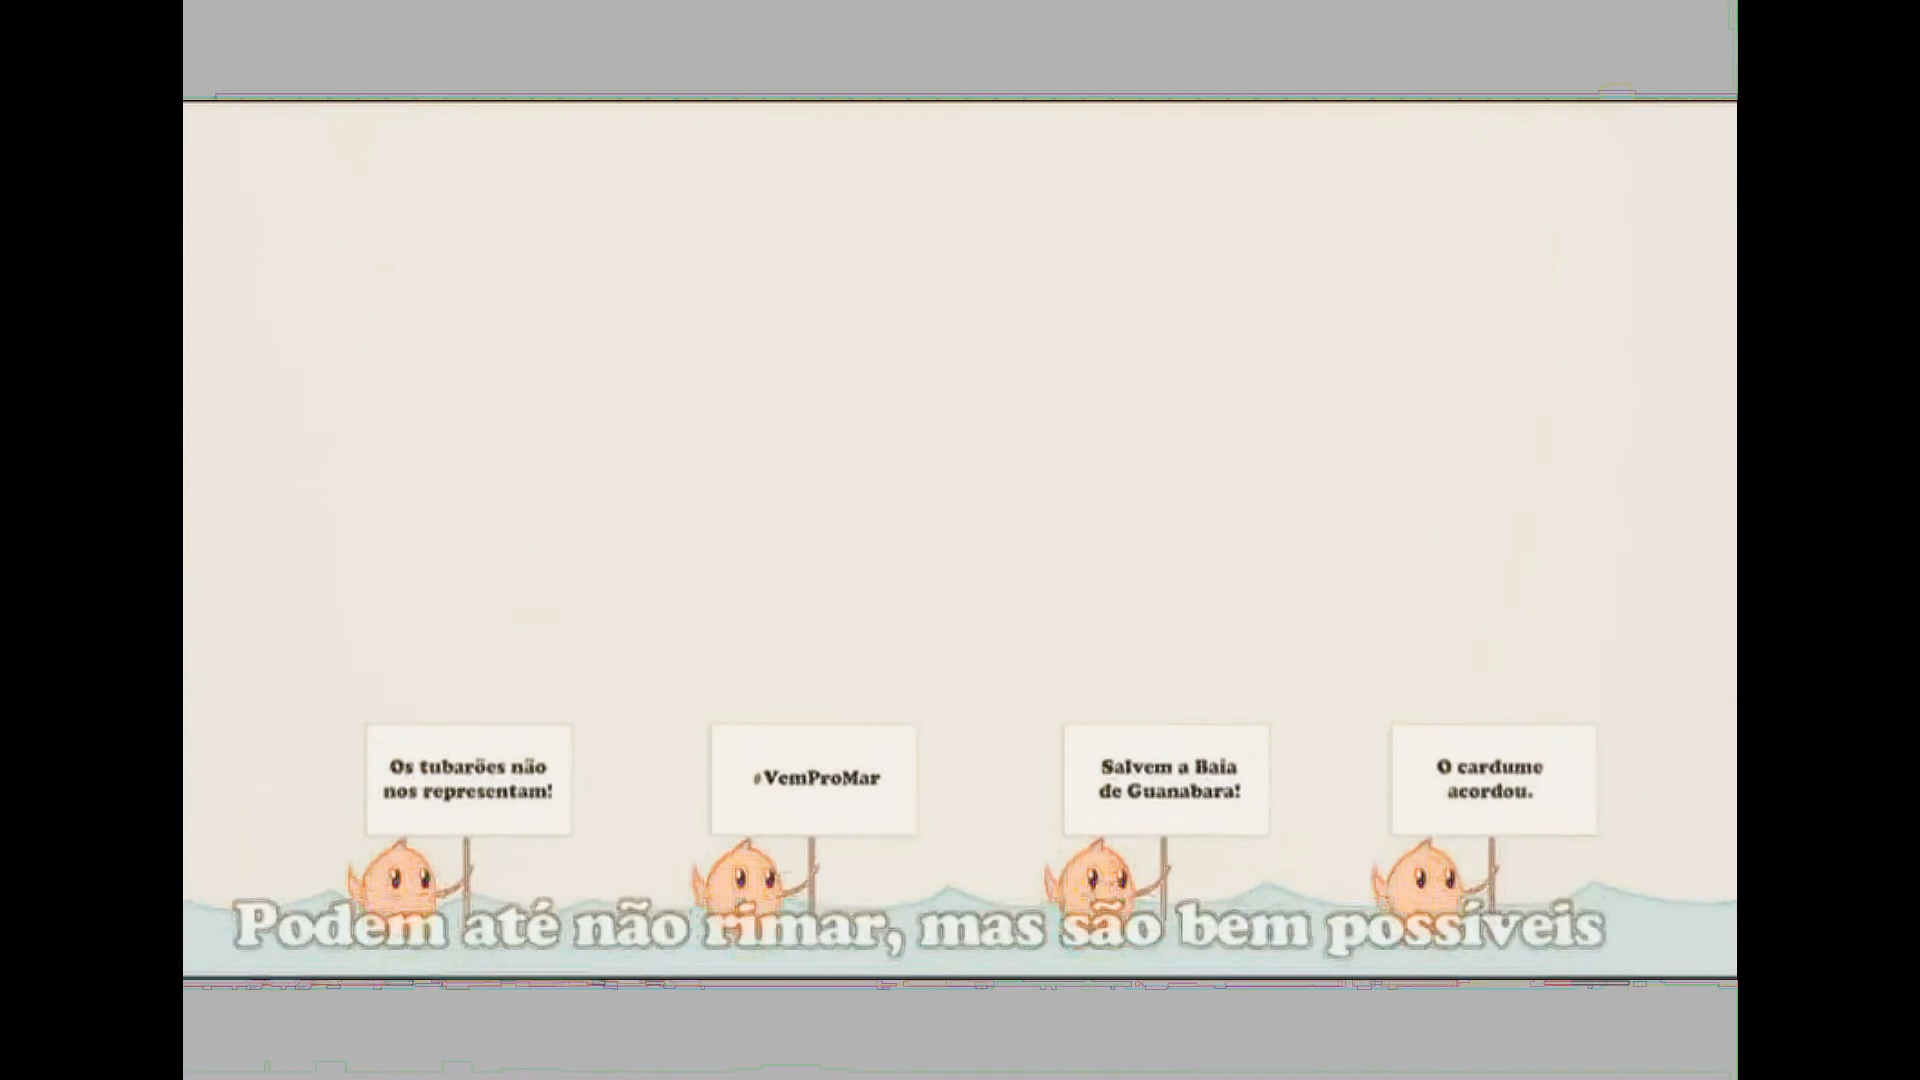 Os tubarões não
nos representam!
#VemProMar
Salvem a Baia
de Guanabara!
O cardume
acordou.
Podem até não rimar, mas são bem possíveis